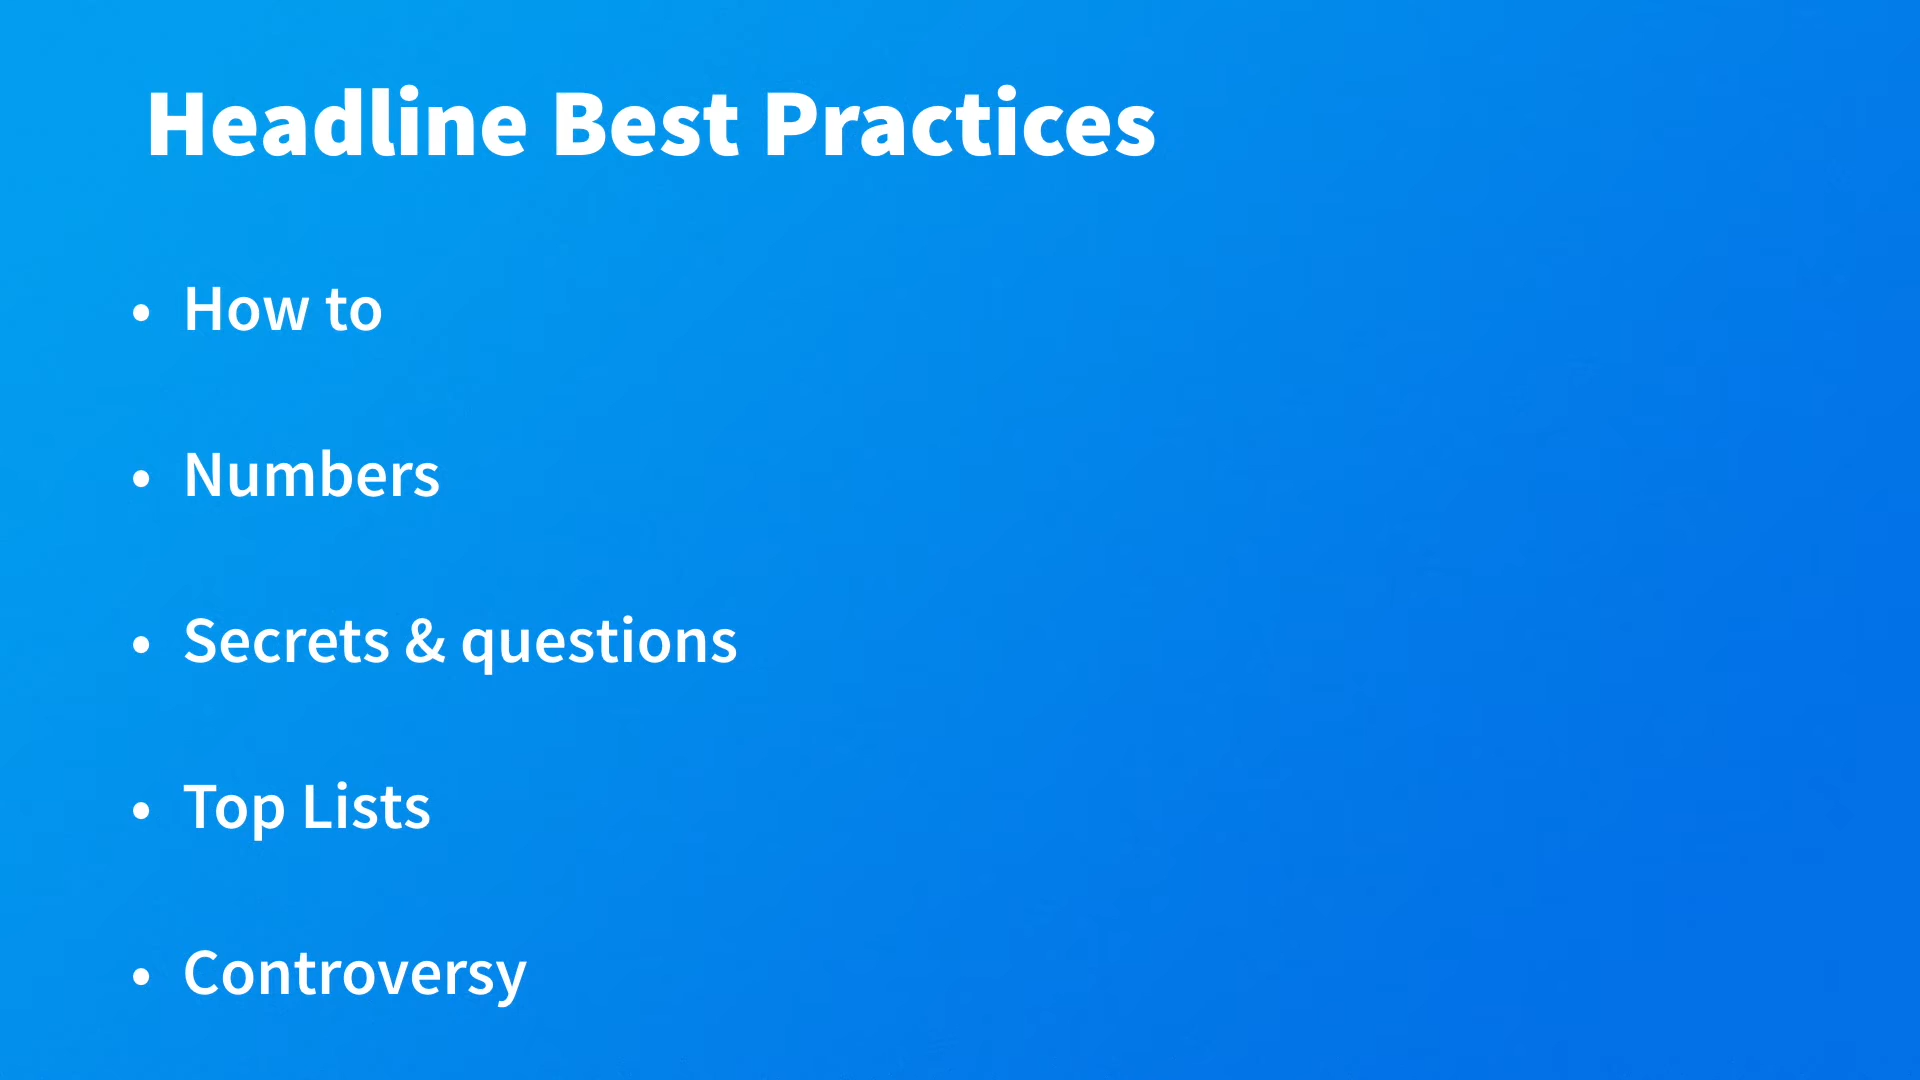 Headline Best Practices
• How to
• Numbers
• Secrets & questions
• Top Lists
• Controversy